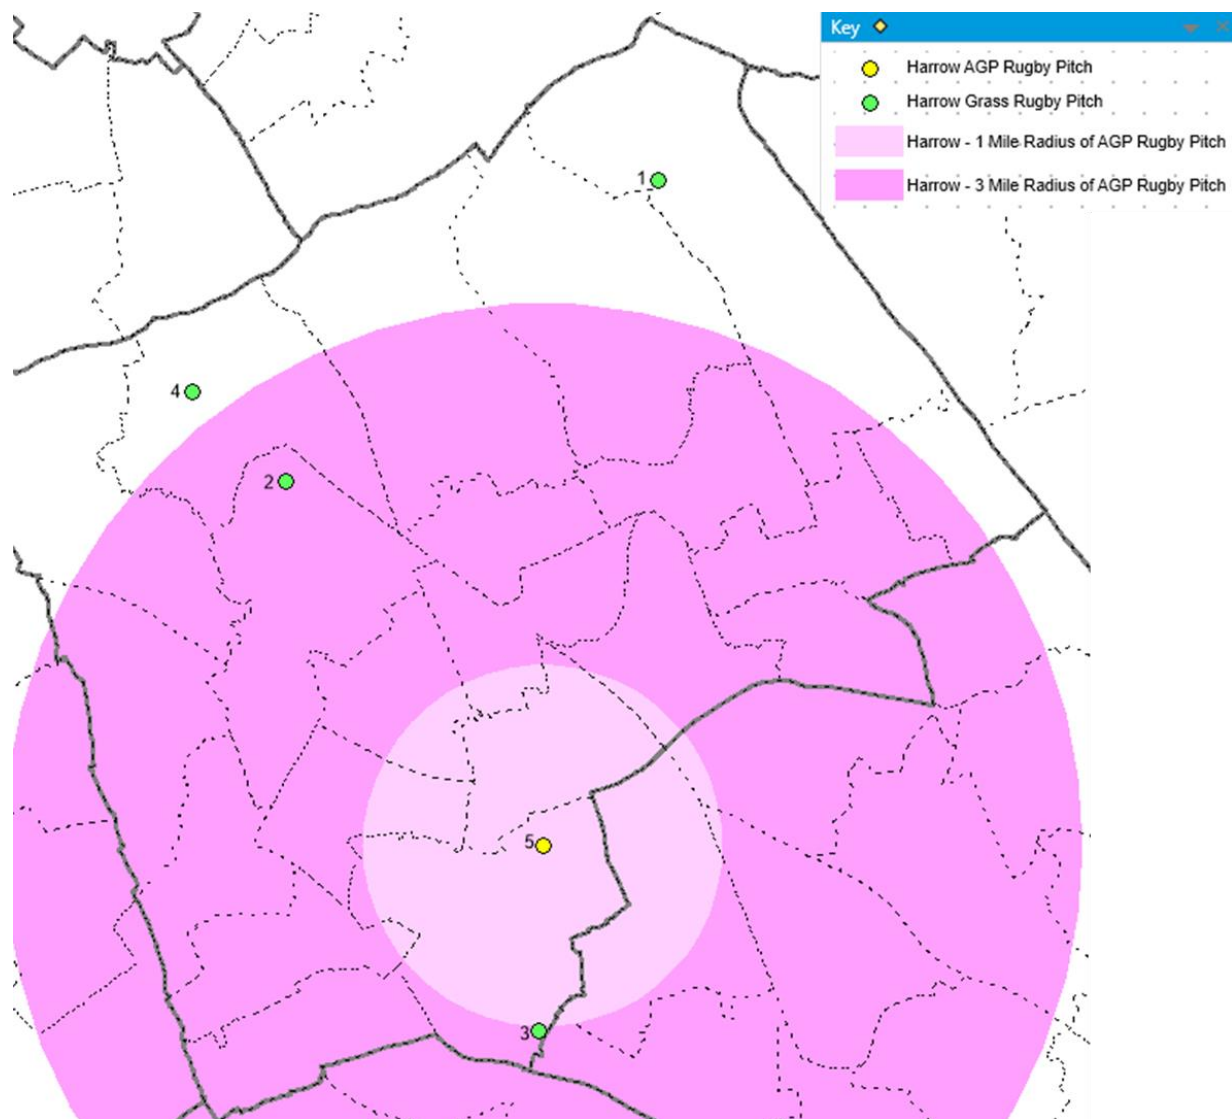 Key
Harrow AGP Rugby Pitch
Harrow Grass Rugby Pitch
Harrow - 1 Mile Radius of AGP Rugby Pitch
Harrow - 3 Mile Radius of AGP Rugby Pitch
1
4
2
5
3